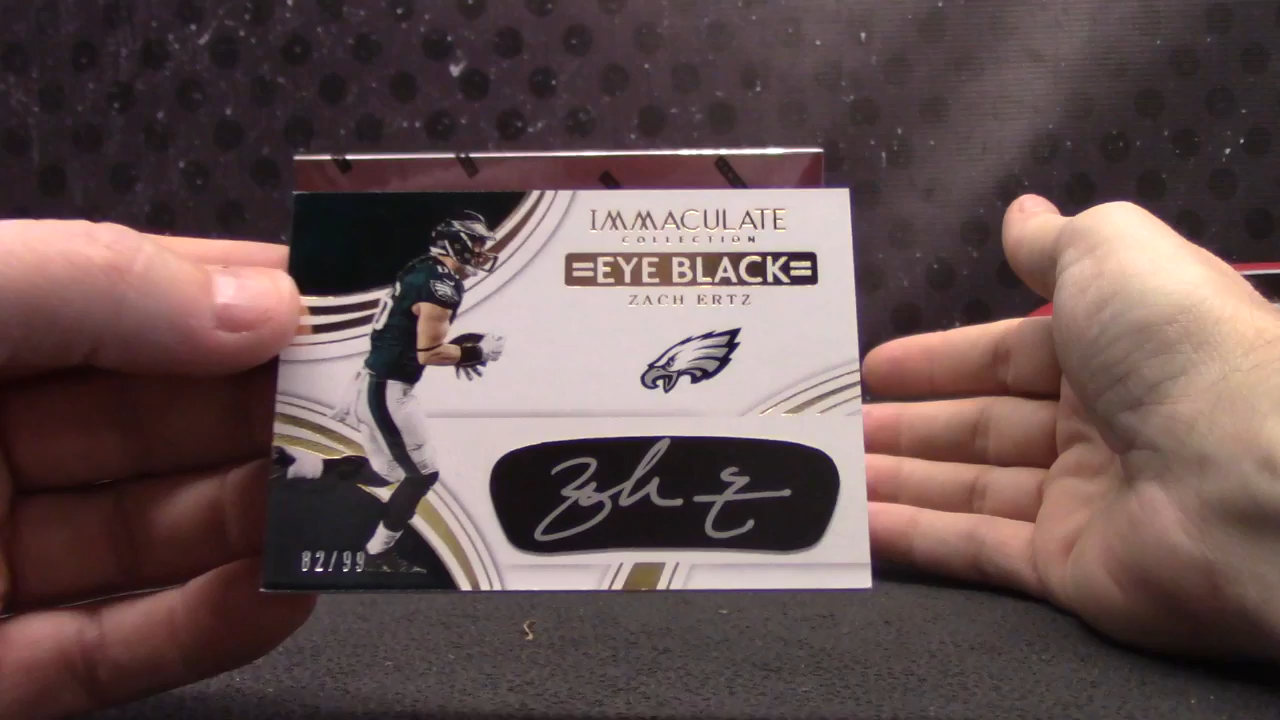 IMMACULATE
COLLECTION
=EYE BLACK=
ZACH ERTZ
82/99